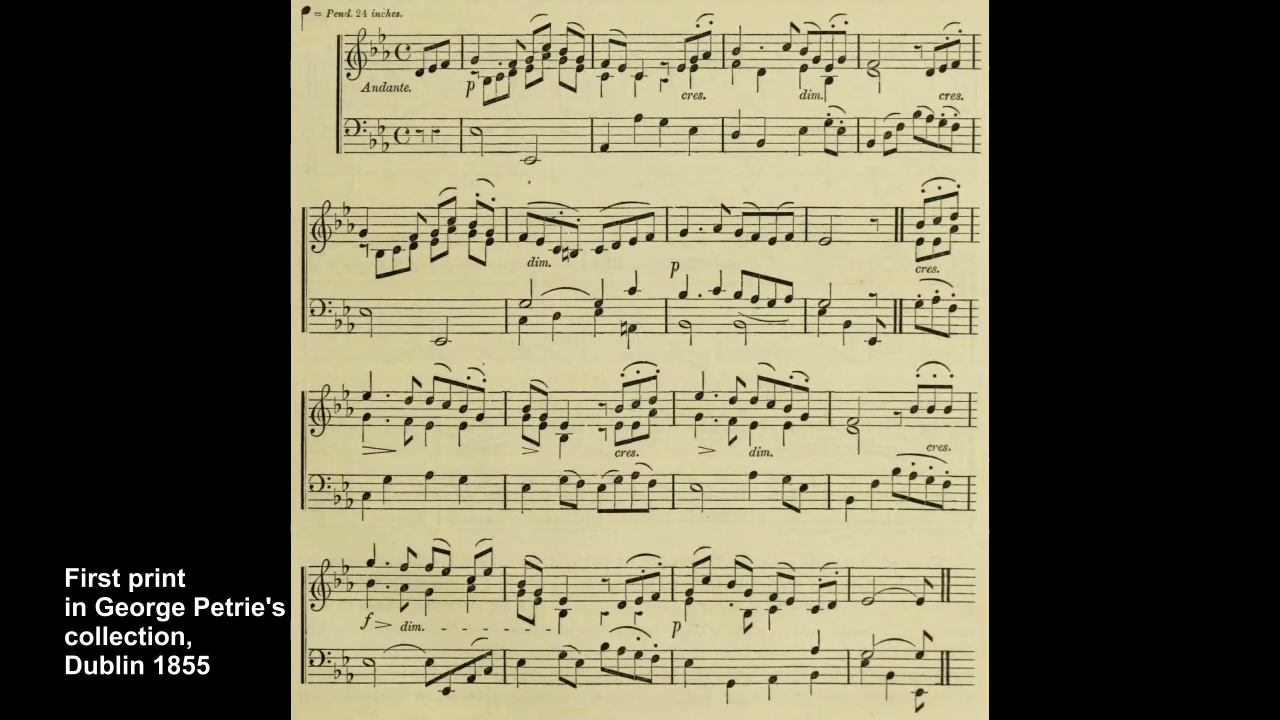 = Pend. 24 inches.
Andante.
p
cres.
dim.
cres.
dim.
p
cres.
cres.
dim.
cres.
f
dim.
p
First print
in George Petrie's
collection,
Dublin 1855